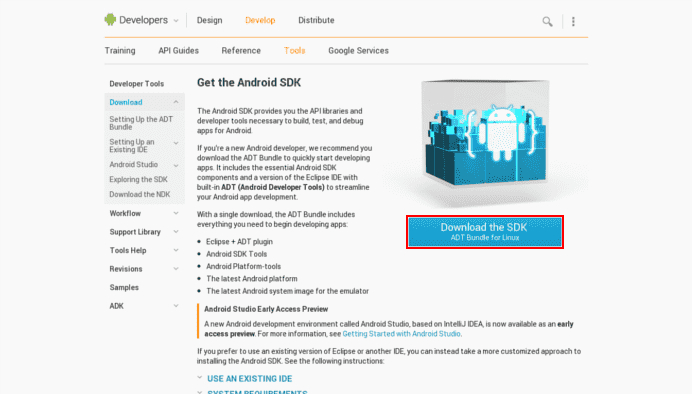 Developers
Design
Develop
Distribute
Training
API Guides
Reference
Tools
Google Services
Developer Tools
Download
Setting Up the ADT
Bundle
Setting Up an
Existing IDE
Android Studio
Exploring the SDK
Download the NDK
Workflow
Support Library
Tools Help
Revisions
Samples
ADK
Get the Android SDK
The Android SDK provides you the API libraries and
developer tools necessary to build, test, and debug
apps for Android.
If you're a new Android developer, we recommend you
download the ADT Bundle to quickly start developing
apps. It includes the essential Android SDK
components and a version of the Eclipse IDE with
built-in ADT (Android Developer Tools) to streamline
your Android app development.
With a single download, the ADT Bundle includes
everything you need to begin developing apps:
• Eclipse + ADT plugin
• Android SDK Tools
• Android Platform-tools
• The latest Android platform
• The latest Android system image for the emulator
Download the SDK
ADT Bundle for Linux
Android Studio Early Access Preview
A new Android development environment called Android Studio, based on IntelliJ IDEA, is now available as an early
access preview. For more information, see Getting Started with Android Studio.
If you prefer to use an existing version of Eclipse or another IDE, you can instead take a more customized approach to
installing the Android SDK. See the following instructions:
USE AN EXISTING IDE
SYSTEM REQUIREMENTS